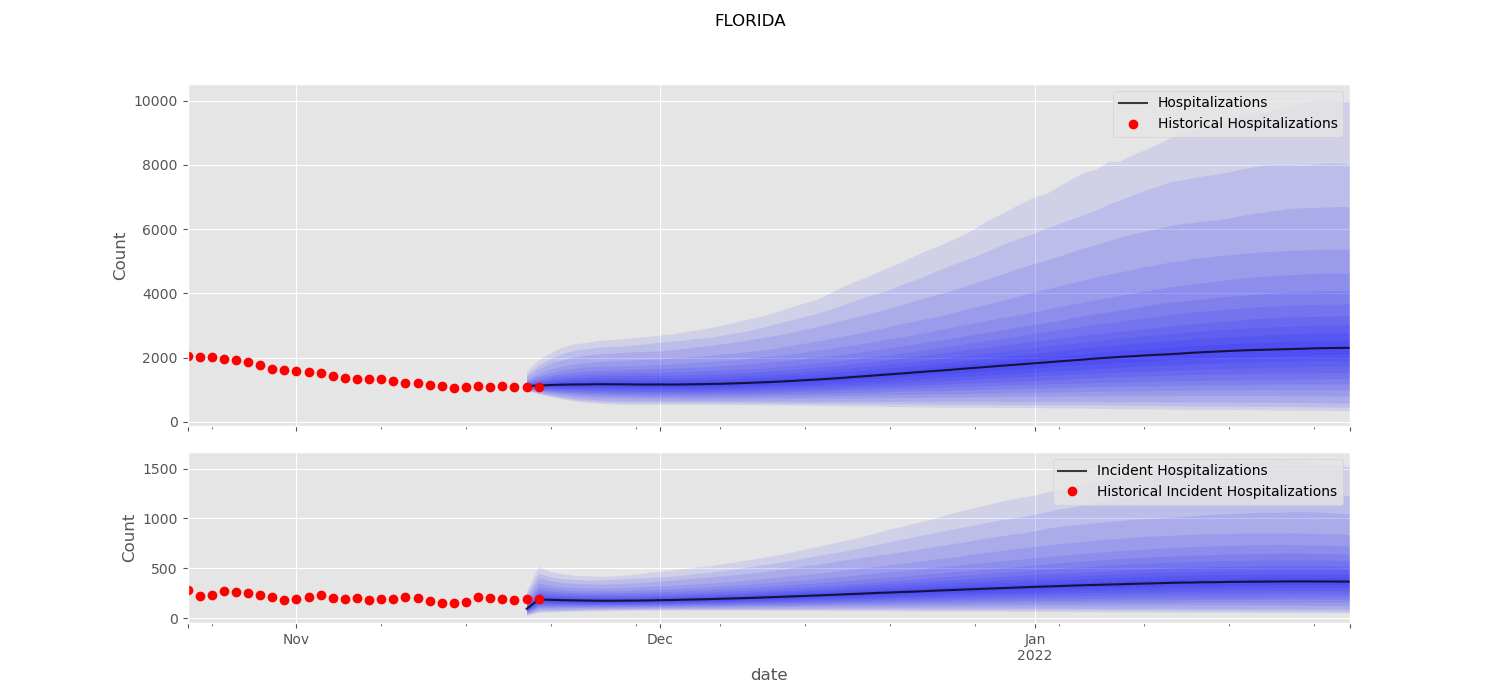 FLORIDA
10000
8000
6000
4000
2000
0
Count
Hospitalizations
Historical Hospitalizations
1500
1000
500
0
Count
Incident Hospitalizations
Historical Incident Hospitalizations
Nov
Dec
Jan
2022
date